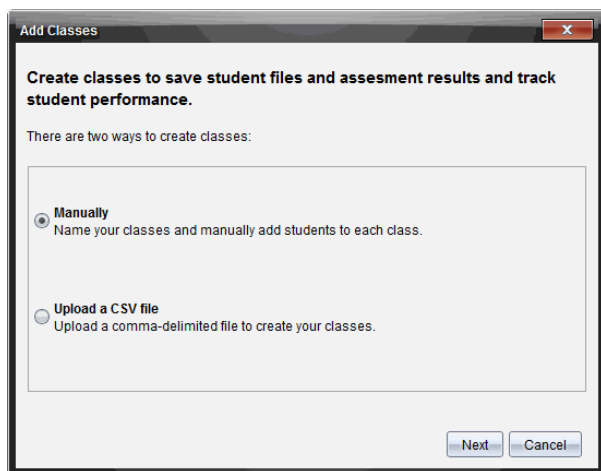 Add Classes
x
Create classes to save student files and assesment results and track
student performance.
There are two ways to create classes:
Manually
Name your classes and manually add students to each class.
Upload a CSV file
Upload a comma-delimited file to create your classes.
Next Cancel